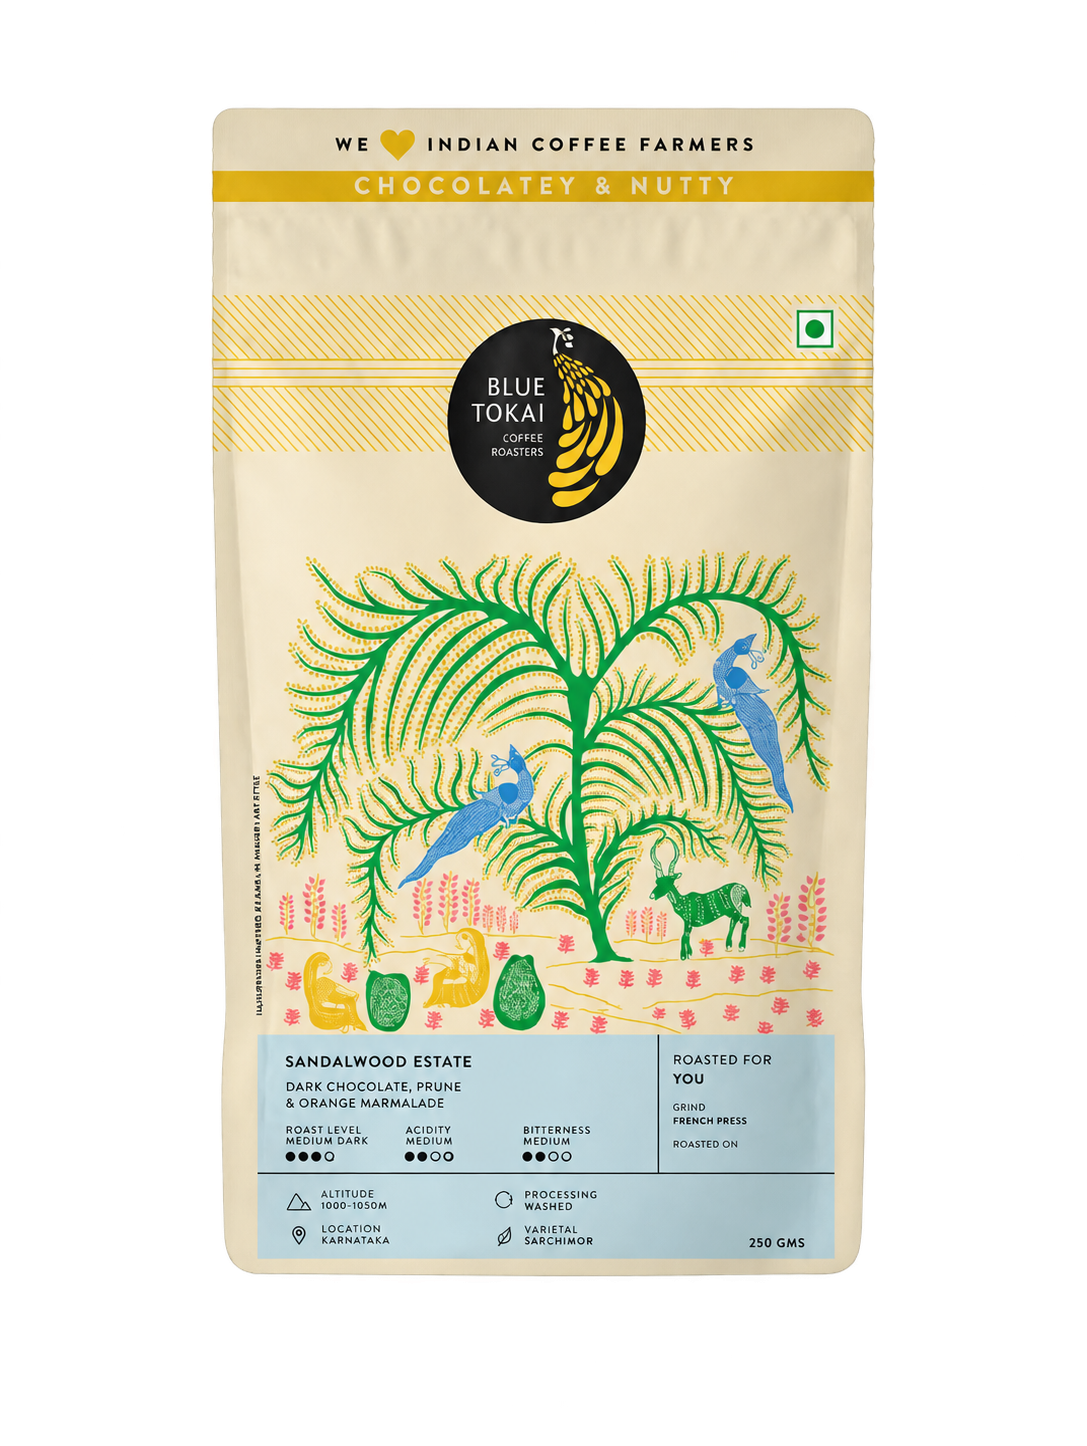 WE INDIAN COFFEE FARMERS
CHOCOLATEY & NUTTY
BLUE
TOKAI
COFFEE
ROASTERS
SANDALWOOD ESTATE
DARK CHOCOLATE, PRUNE
& ORANGE MARMALADE
ROAST LEVEL
MEDIUM DARK
ACIDITY
MEDIUM
BITTERNESS
MEDIUM
ROASTED FOR
YOU
GRIND
FRENCH PRESS
ROASTED ON
ALTITUDE
1000-1050M
PROCESSING
WASHED
LOCATION
KARNATAKA
VARIETAL
SARCHIMOR
250 GMS